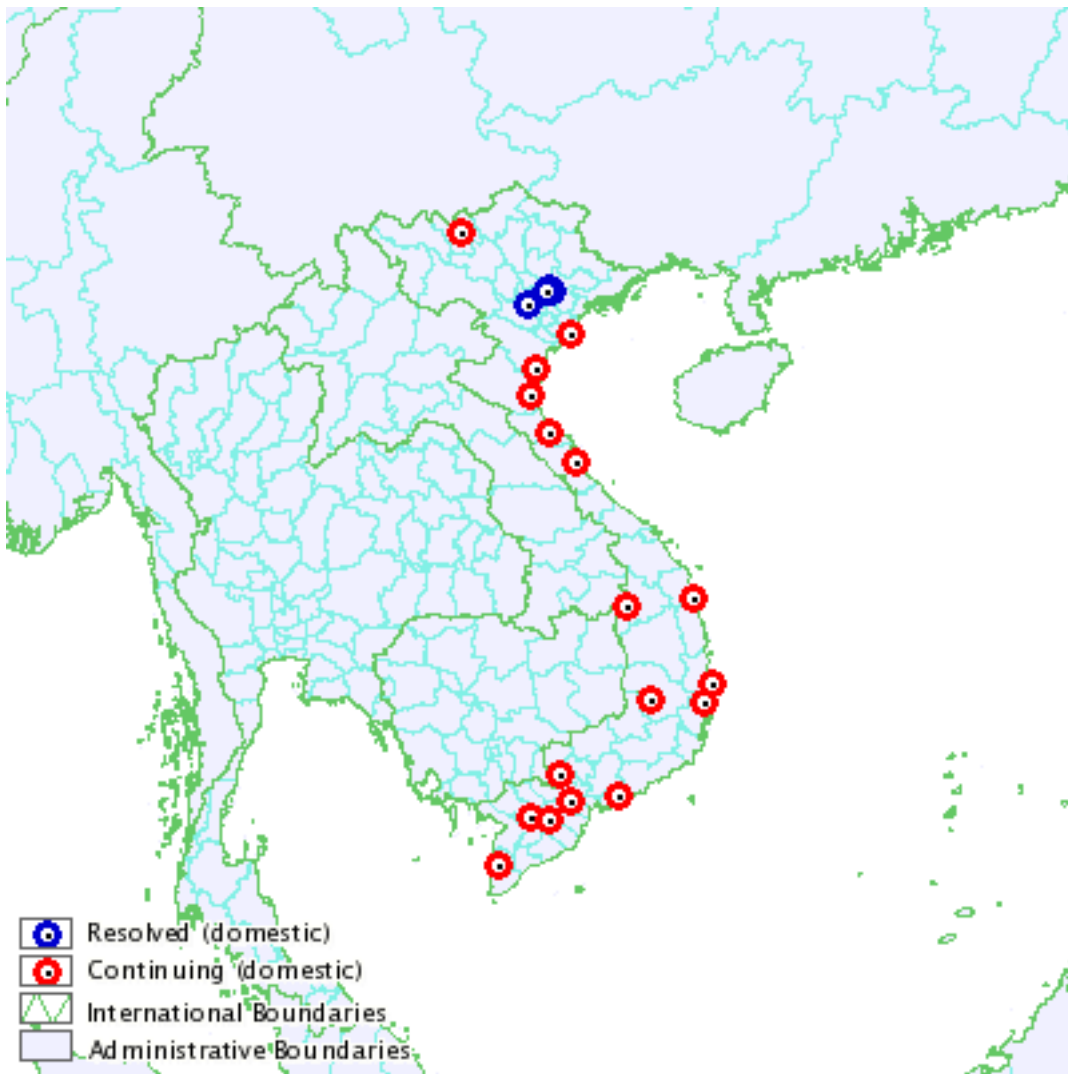 Resolved (domestic)
Continuing (domestic)
International Boundaries
Administrative Boundaries